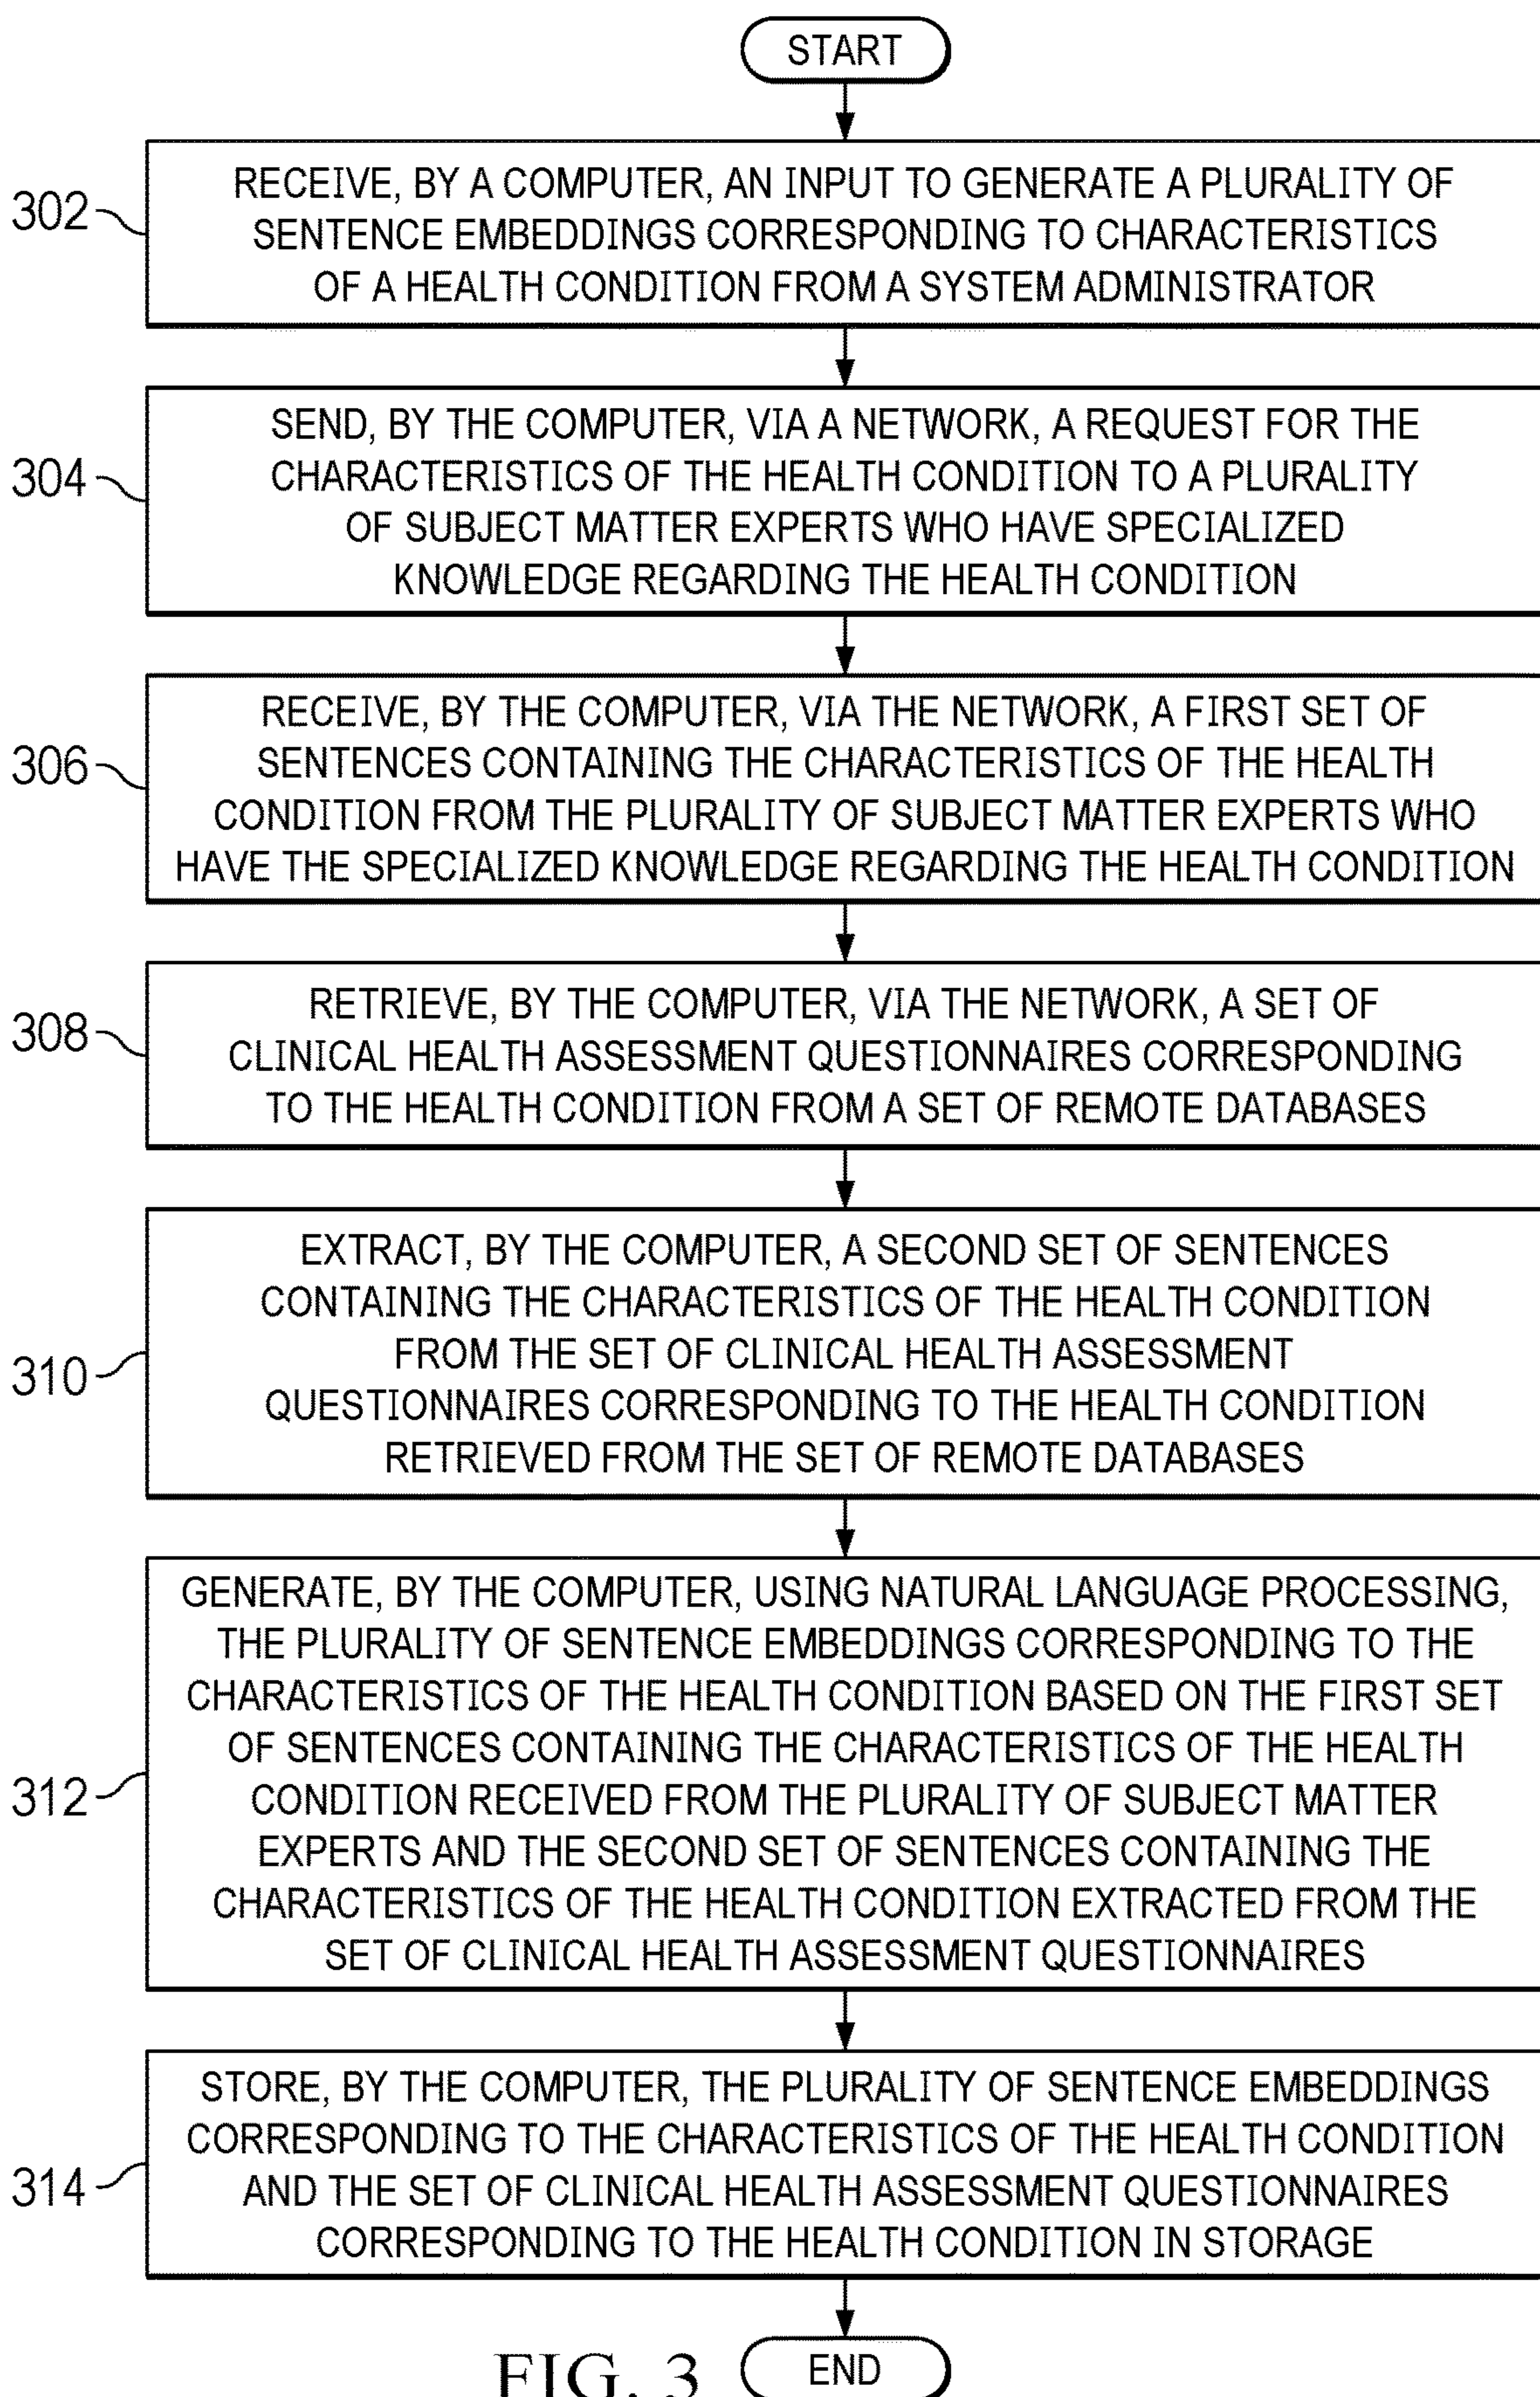 START
302
RECEIVE, BY A COMPUTER, AN INPUT TO GENERATE A PLURALITY OF
SENTENCE EMBEDDINGS CORRESPONDING TO CHARACTERISTICS
OF A HEALTH CONDITION FROM A SYSTEM ADMINISTRATOR
304
SEND, BY THE COMPUTER, VIA A NETWORK, A REQUEST FOR THE
CHARACTERISTICS OF THE HEALTH CONDITION TO A PLURALITY
OF SUBJECT MATTER EXPERTS WHO HAVE SPECIALIZED
KNOWLEDGE REGARDING THE HEALTH CONDITION
306
RECEIVE, BY THE COMPUTER, VIA THE NETWORK, A FIRST SET OF
SENTENCES CONTAINING THE CHARACTERISTICS OF THE HEALTH
CONDITION FROM THE PLURALITY OF SUBJECT MATTER EXPERTS WHO
HAVE THE SPECIALIZED KNOWLEDGE REGARDING THE HEALTH CONDITION
308
RETRIEVE, BY THE COMPUTER, VIA THE NETWORK, A SET OF
CLINICAL HEALTH ASSESSMENT QUESTIONNAIRES CORRESPONDING
TO THE HEALTH CONDITION FROM A SET OF REMOTE DATABASES
310
EXTRACT, BY THE COMPUTER, A SECOND SET OF SENTENCES
CONTAINING THE CHARACTERISTICS OF THE HEALTH CONDITION
FROM THE SET OF CLINICAL HEALTH ASSESSMENT
QUESTIONNAIRES CORRESPONDING TO THE HEALTH CONDITION
RETRIEVED FROM THE SET OF REMOTE DATABASES
312
GENERATE, BY THE COMPUTER, USING NATURAL LANGUAGE PROCESSING,
THE PLURALITY OF SENTENCE EMBEDDINGS CORRESPONDING TO THE
CHARACTERISTICS OF THE HEALTH CONDITION BASED ON THE FIRST SET
OF SENTENCES CONTAINING THE CHARACTERISTICS OF THE HEALTH
CONDITION RECEIVED FROM THE PLURALITY OF SUBJECT MATTER
EXPERTS AND THE SECOND SET OF SENTENCES CONTAINING THE
CHARACTERISTICS OF THE HEALTH CONDITION EXTRACTED FROM THE
SET OF CLINICAL HEALTH ASSESSMENT QUESTIONNAIRES
314
STORE, BY THE COMPUTER, THE PLURALITY OF SENTENCE EMBEDDINGS
CORRESPONDING TO THE CHARACTERISTICS OF THE HEALTH CONDITION
AND THE SET OF CLINICAL HEALTH ASSESSMENT QUESTIONNAIRES
CORRESPONDING TO THE HEALTH CONDITION IN STORAGE
FIG. 3
END